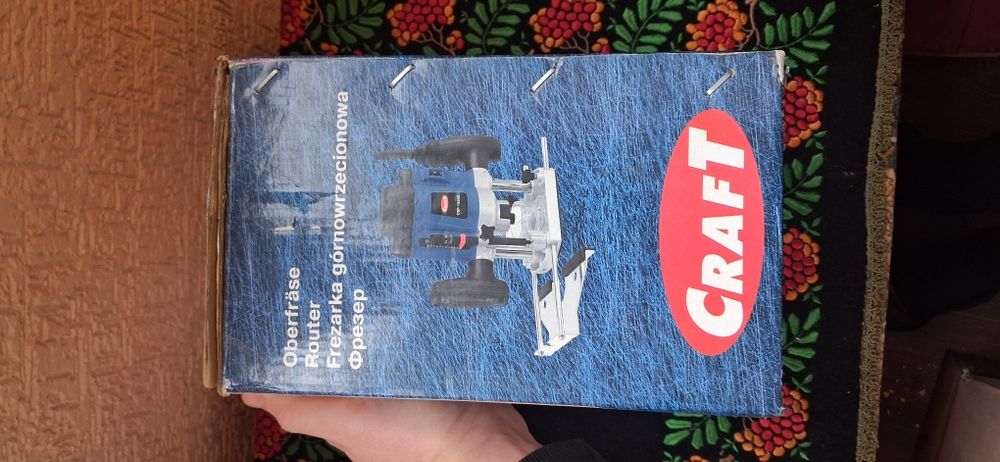 Oberfräse
Router
Frezarka górnowrzecionowa
Фрезер
CRAFT